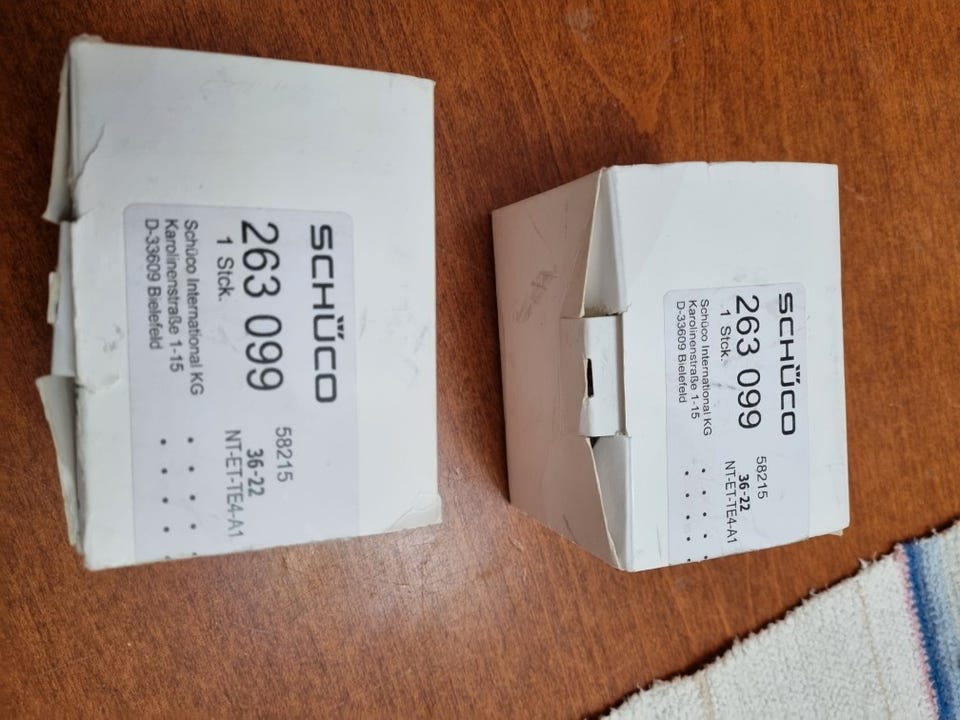 SCHÜCO
263 099
1 Stck.
Schüco International KG
Karolinenstraße 1-15
D-33609 Bielefeld
58215
36-22
NT-ET-TE4-A1
SCHÜCO
263 099
1 Stck.
Schüco International KG
Karolinenstraße 1-15
D-33609 Bielefeld
58215
36-22
NT-ET-TE4-A1